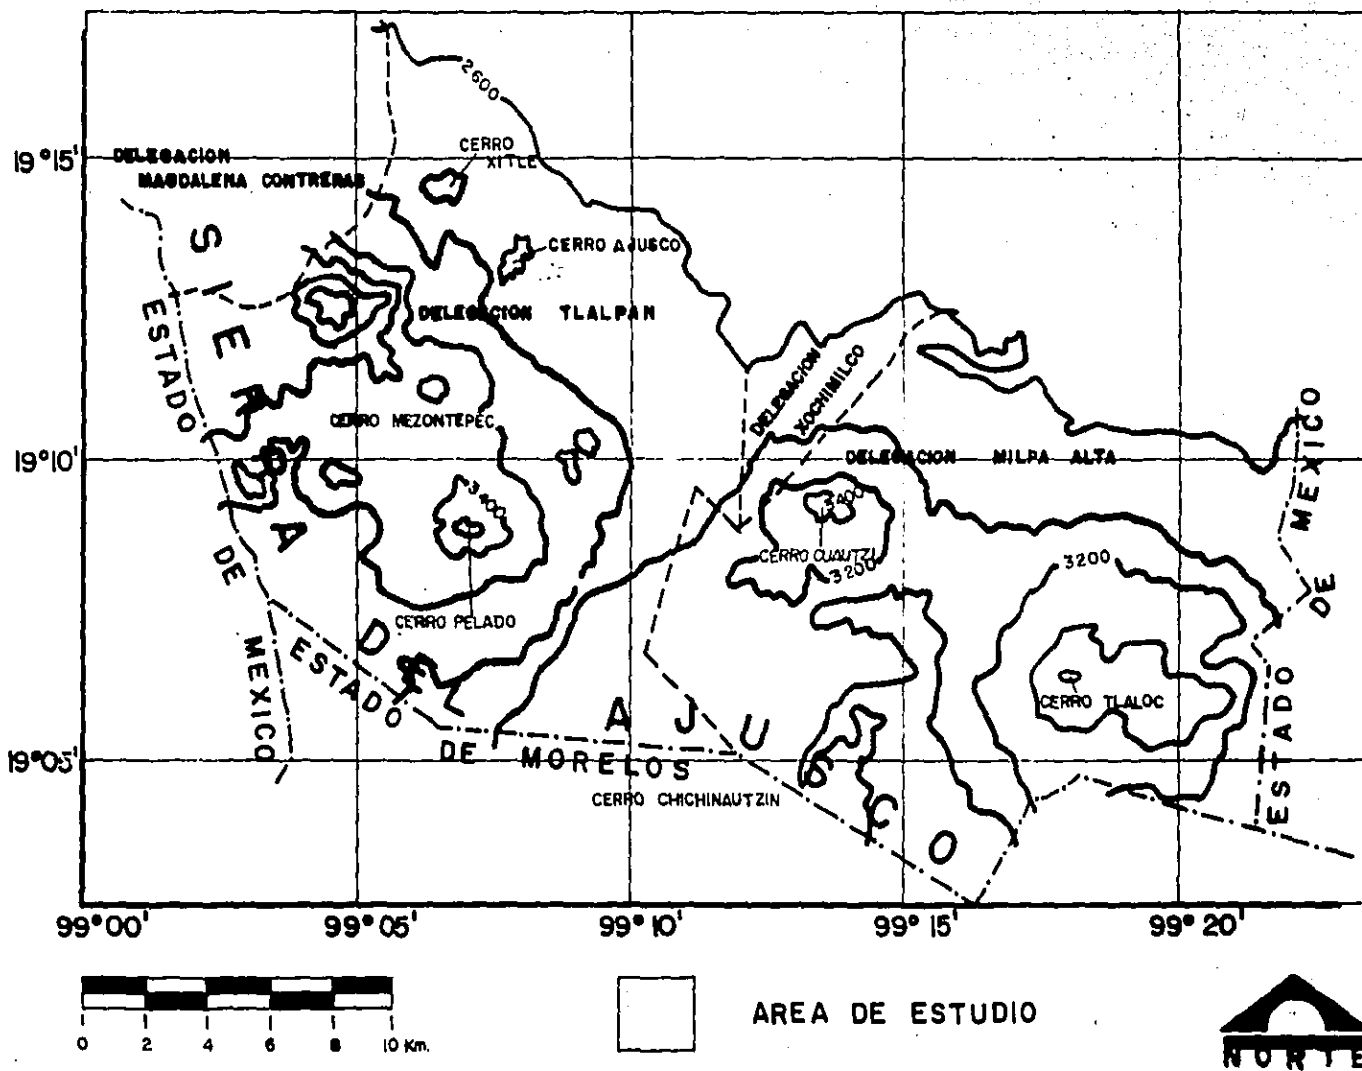 2600
19°15'
DELEGACION
MAGDALENA CONTRERAS
CERRO
XITLE
CERRO AJUSCO
DELEGACION TLALPAN
SIERRA DE AJUSCO
ESTADO DE MEXICO
DELEGACION
XOCHIMILCO
CERRO MEZONTEPEC
19°10'
DELEGACION MILPA ALTA
3400
3400
CERRO CUAUTZI
3200
3200
CERRO PELADO
CERRO TLALOC
ESTADO DE MORELOS
ESTADO DE MEXICO
19°05'
CERRO CHICHINAUTZIN
99°00' 99°05' 99°10' 99°15' 99°20'
0 2 4 6 8 10 Km.
AREA DE ESTUDIO
NORTE